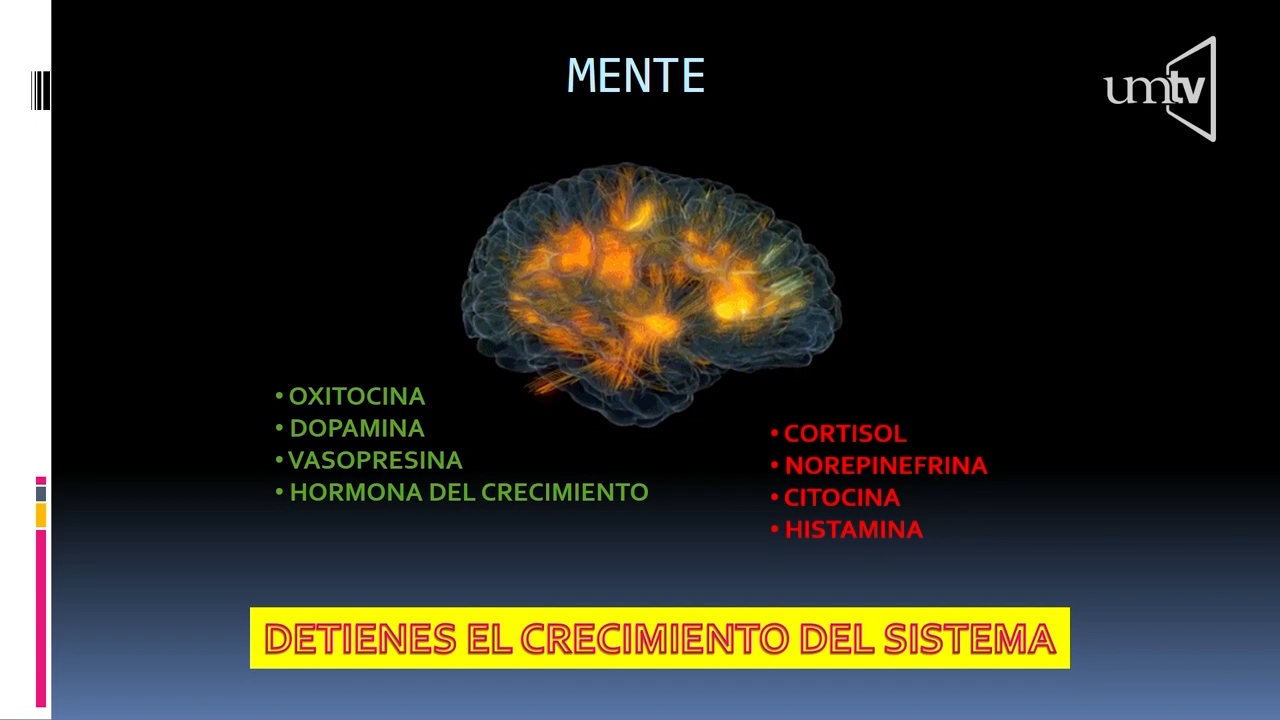 MENTE
umtv
• OXITOCINA
• DOPAMINA
• VASOPRESINA
• HORMONA DEL CRECIMIENTO
• CORTISOL
• NOREPINEFRINA
• CITOCINA
• HISTAMINA
DETIENES EL CRECIMIENTO DEL SISTEMA